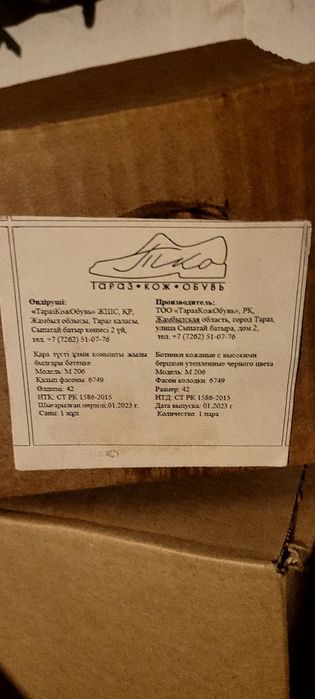 ТКО
ТАРАЗ • КОЖ • ОБУВЬ
Өндіруші:
«ТаразКожОбувь» ЖШС, ҚР,
Жамбыл облысы, Тараз қаласы,
Сыпатай батыр көшесі 2 үй,
тел. +7 (7262) 51-07-76
Қара түсті ұзын қонышты жылы
былғары бәтеңке
Модель: М 206
Қалып фасоны: 6749
Өлшемі: 42
НТҚ: СТ РК 1586-2015
Шығарылған мерзімі:01.2023 г.
Саны: 1 жұп
Производитель:
ТОО «ТаразКожОбувь», РК,
Жамбылская область, город Тараз,
улица Сыпатай батыра, дом 2,
тел. +7 (7262) 51-07-76
Ботинки кожаные с высокими
берцами утепленные черного цвета
Модель: М 206
Фасон колодки: 6749
Размер: 42
НТД: СТ РК 1586-2015
Дата выпуска: 01.2023 г.
Количество: 1 пара